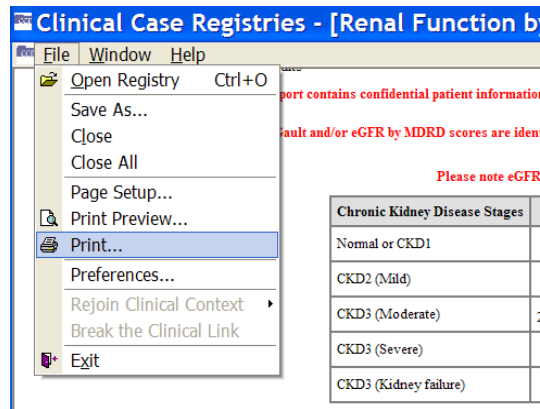 Clinical Case Registries - [Renal Function b
File Window Help
Open Registry Ctrl+O
Save As...
Close
Close All
Page Setup...
Print Preview...
Print...
Preferences...
Rejoin Clinical Context
Break the Clinical Link
Exit
port contains confidential patient informatio
ault and/or eGFR by MDRD scores are iden
Please note eGFR
Chronic Kidney Disease Stages
Normal or CKD1
CKD2 (Mild)
CKD3 (Moderate) 2
CKD3 (Severe)
CKD3 (Kidney failure)